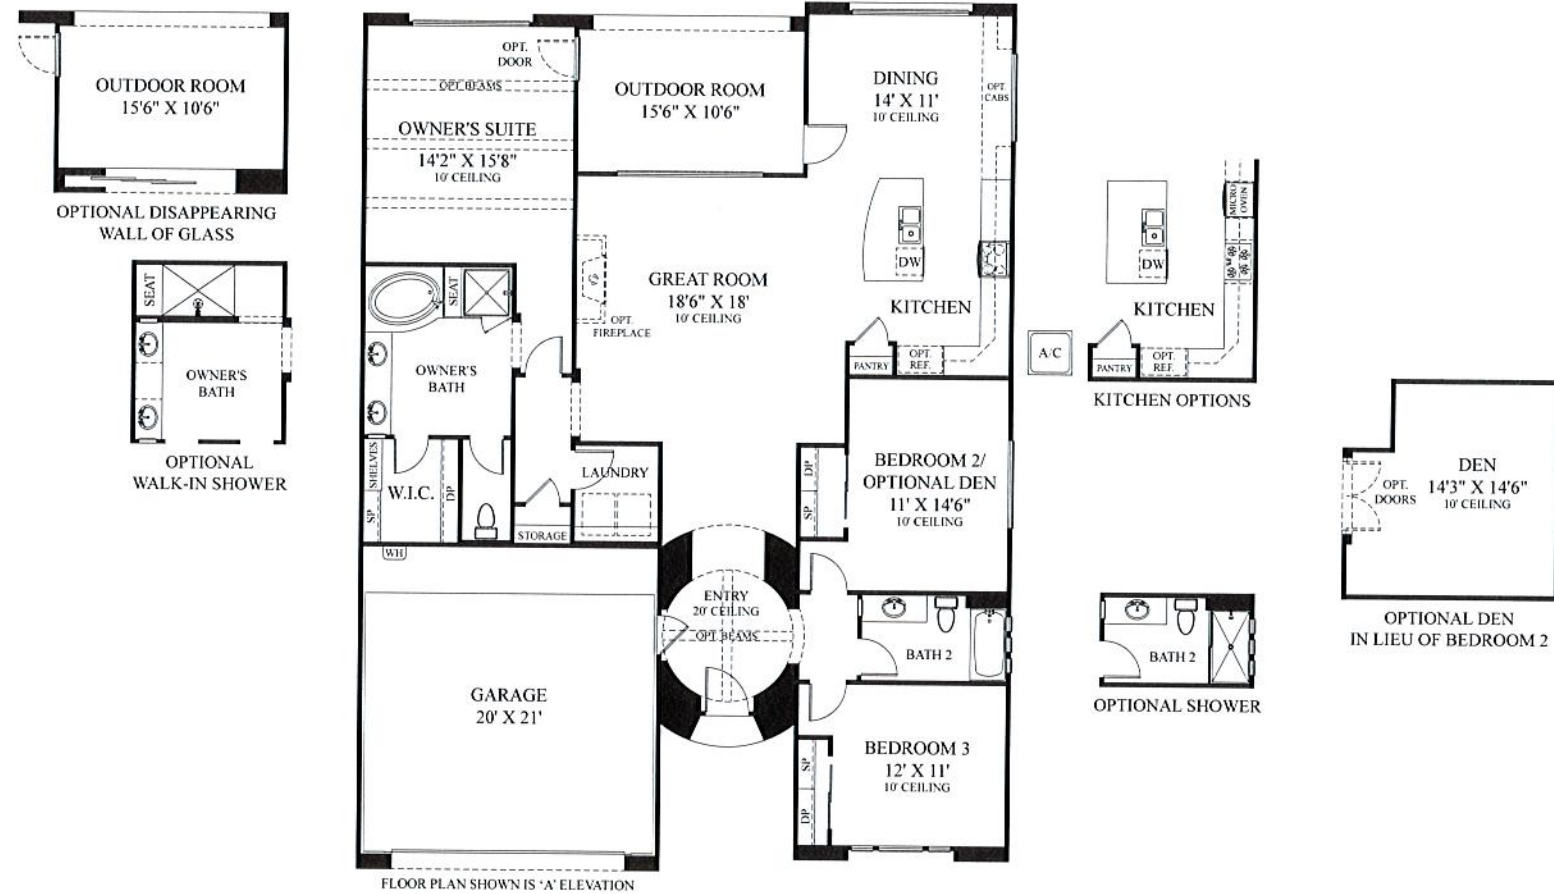 OUTDOOR ROOM
15'6" X 10'6"
OPTIONAL DISAPPEARING
WALL OF GLASS
SEAT
OWNER'S
BATH
OPTIONAL
WALK-IN SHOWER
OPT.
DOOR
OPT. BEAMS
OWNER'S SUITE
14'2" X 15'8"
10' CEILING
OUTDOOR ROOM
15'6" X 10'6"
DINING
14' X 11'
10' CEILING
OPT.
CABS
GREAT ROOM
18'6" X 18'
10' CEILING
OPT.
FIREPLACE
DW
KITCHEN
PANTRY
OPT.
REF.
A/C
SEAT
OWNER'S
BATH
SHELVES
SP
W.I.C.
DP
LAUNDRY
STORAGE
WH
DP
SP
BEDROOM 2/
OPTIONAL DEN
11' X 14'6"
10' CEILING
ENTRY
20' CEILING
OPT. BEAMS
BATH 2
GARAGE
20' X 21'
BEDROOM 3
12' X 11'
10' CEILING
SP
DP
FLOOR PLAN SHOWN IS 'A' ELEVATION
MICRO
OVEN
DW
KITCHEN
PANTRY
OPT.
REF.
KITCHEN OPTIONS
DEN
14'3" X 14'6"
10' CEILING
OPT.
DOORS
OPTIONAL DEN
IN LIEU OF BEDROOM 2
BATH 2
OPTIONAL SHOWER